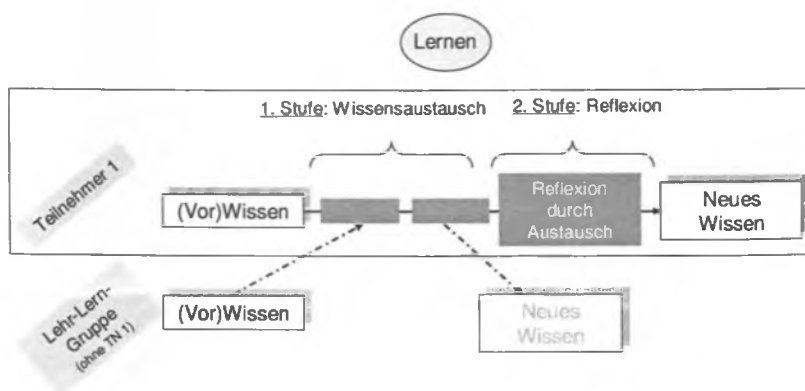 Lernen
1. Stufe: Wissensaustausch
2. Stufe: Reflexion
Teilnehmer 1
(Vor)Wissen
Reflexion
durch
Austausch
Neues
Wissen
Lehr-Lern-
Gruppe
(ohne TN 1)
(Vor)Wissen
Neues
Wissen